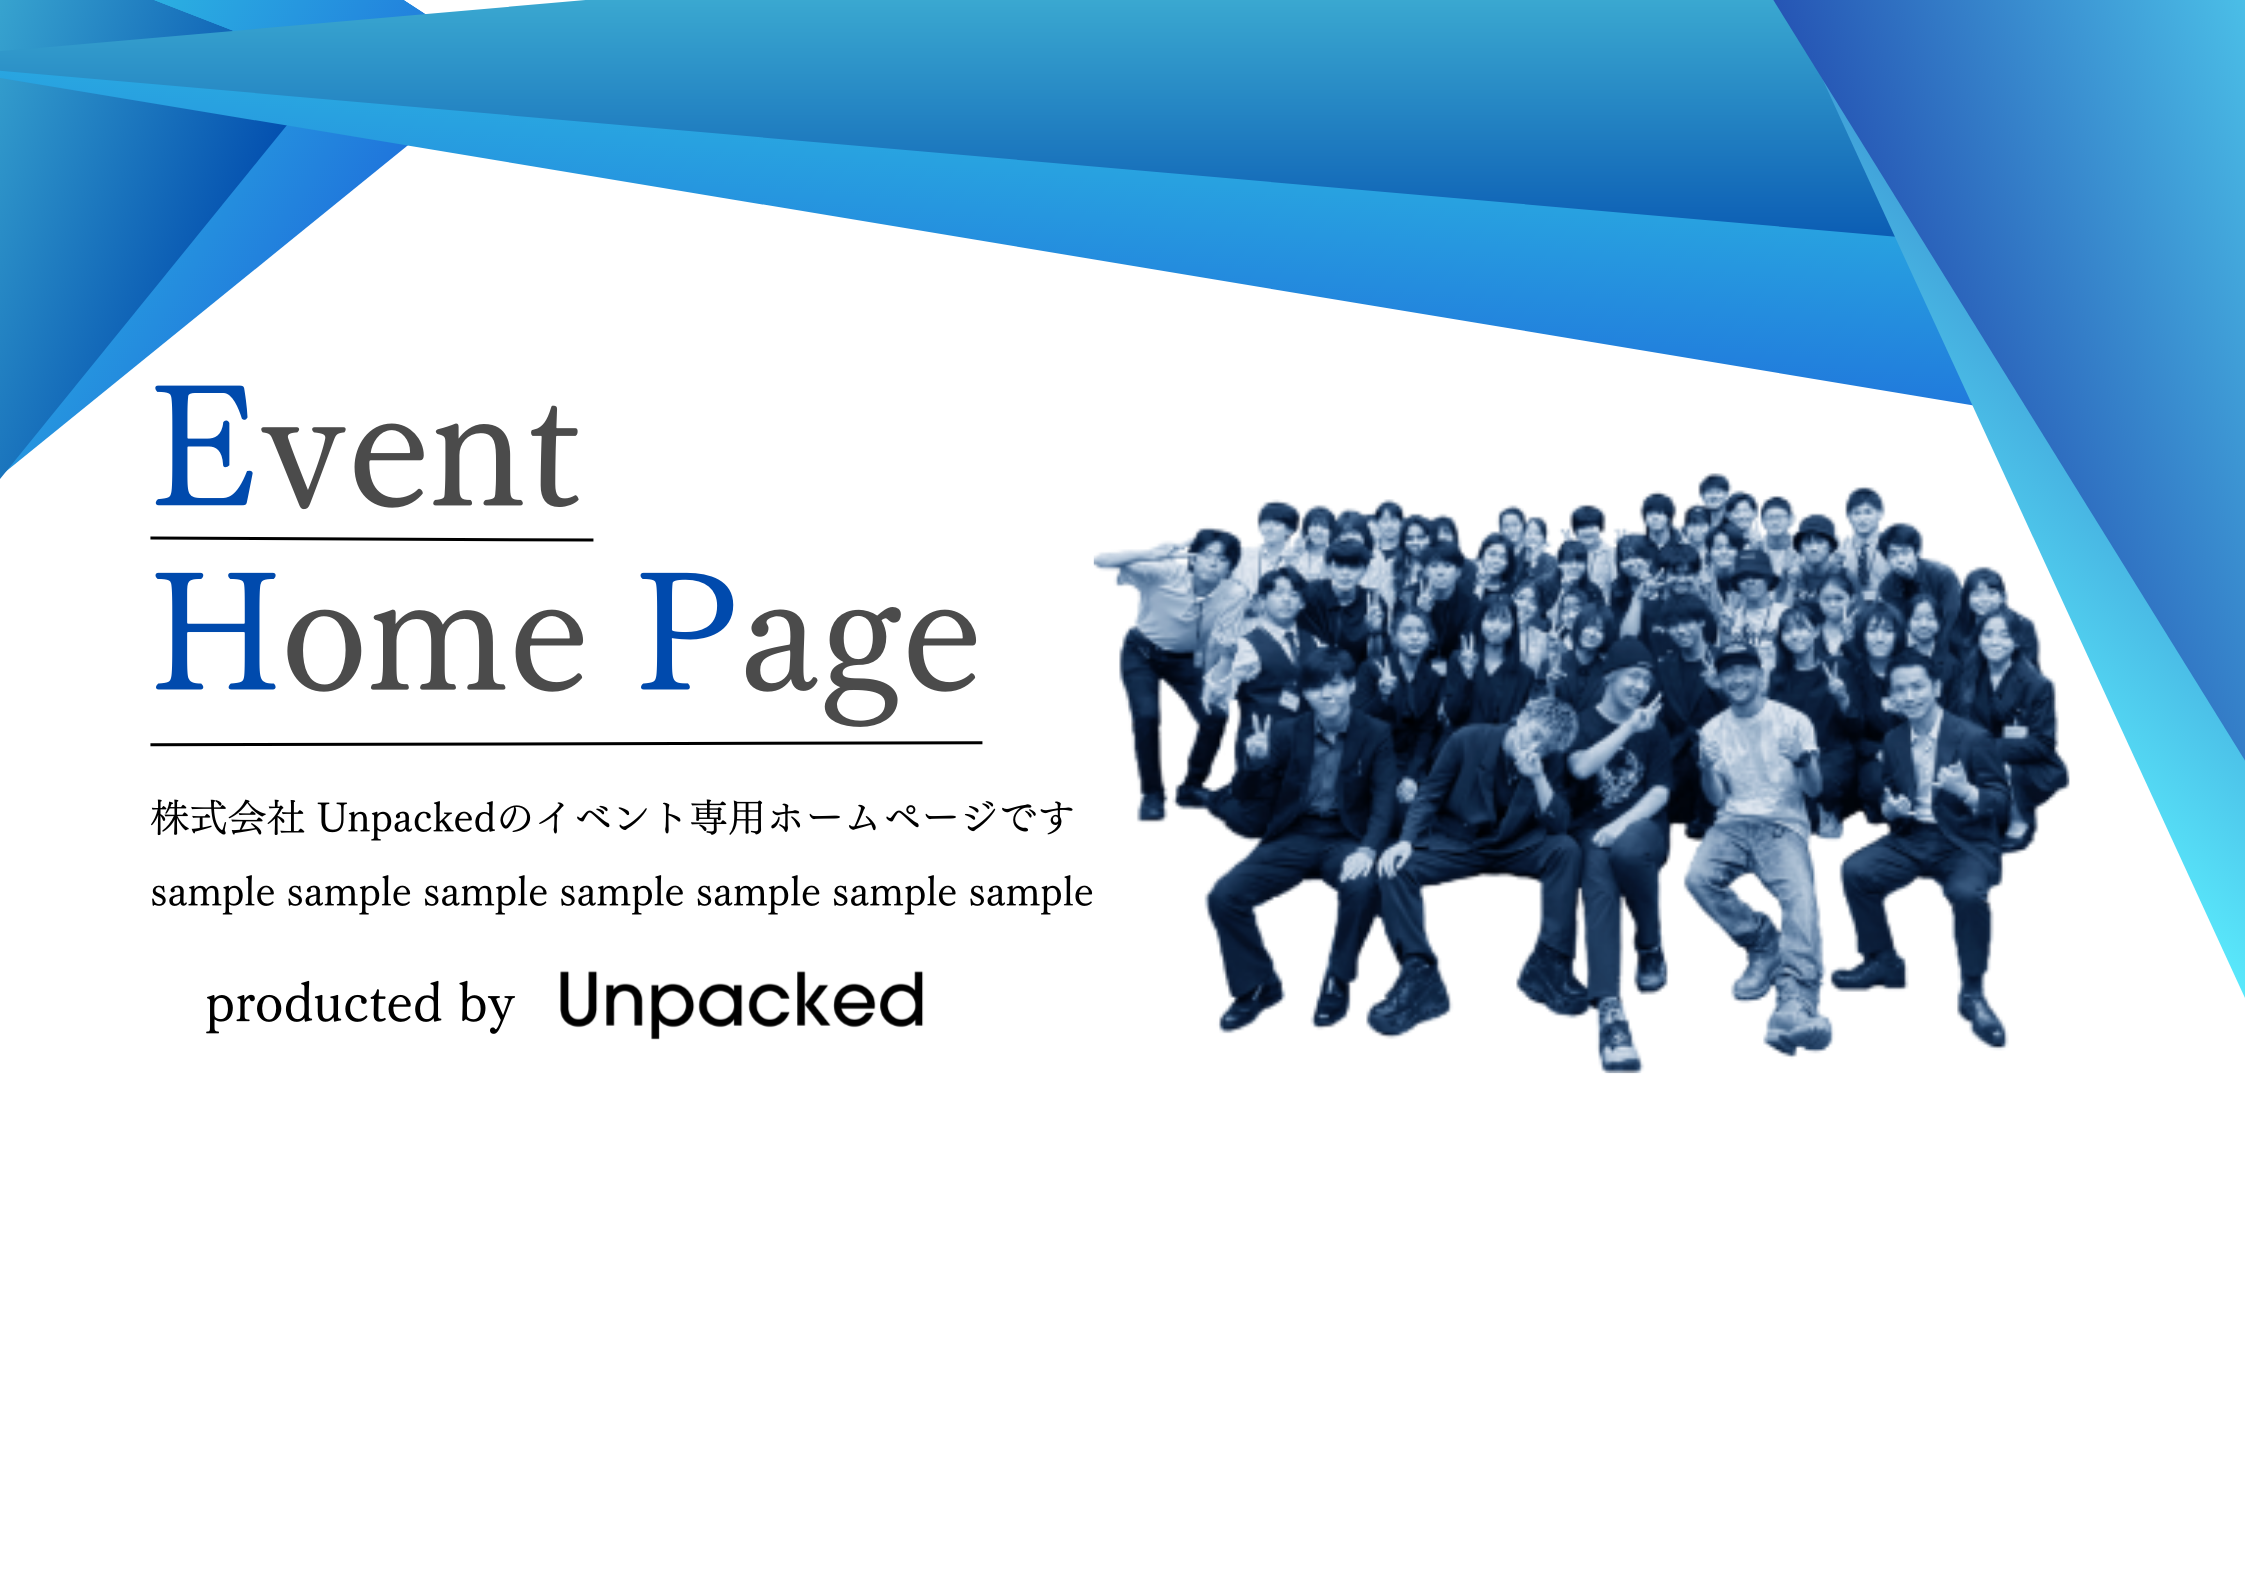 Event
Home Page
株式会社 Unpackedのイベント専用ホームページです
sample sample sample sample sample sample sample
producted by Unpacked